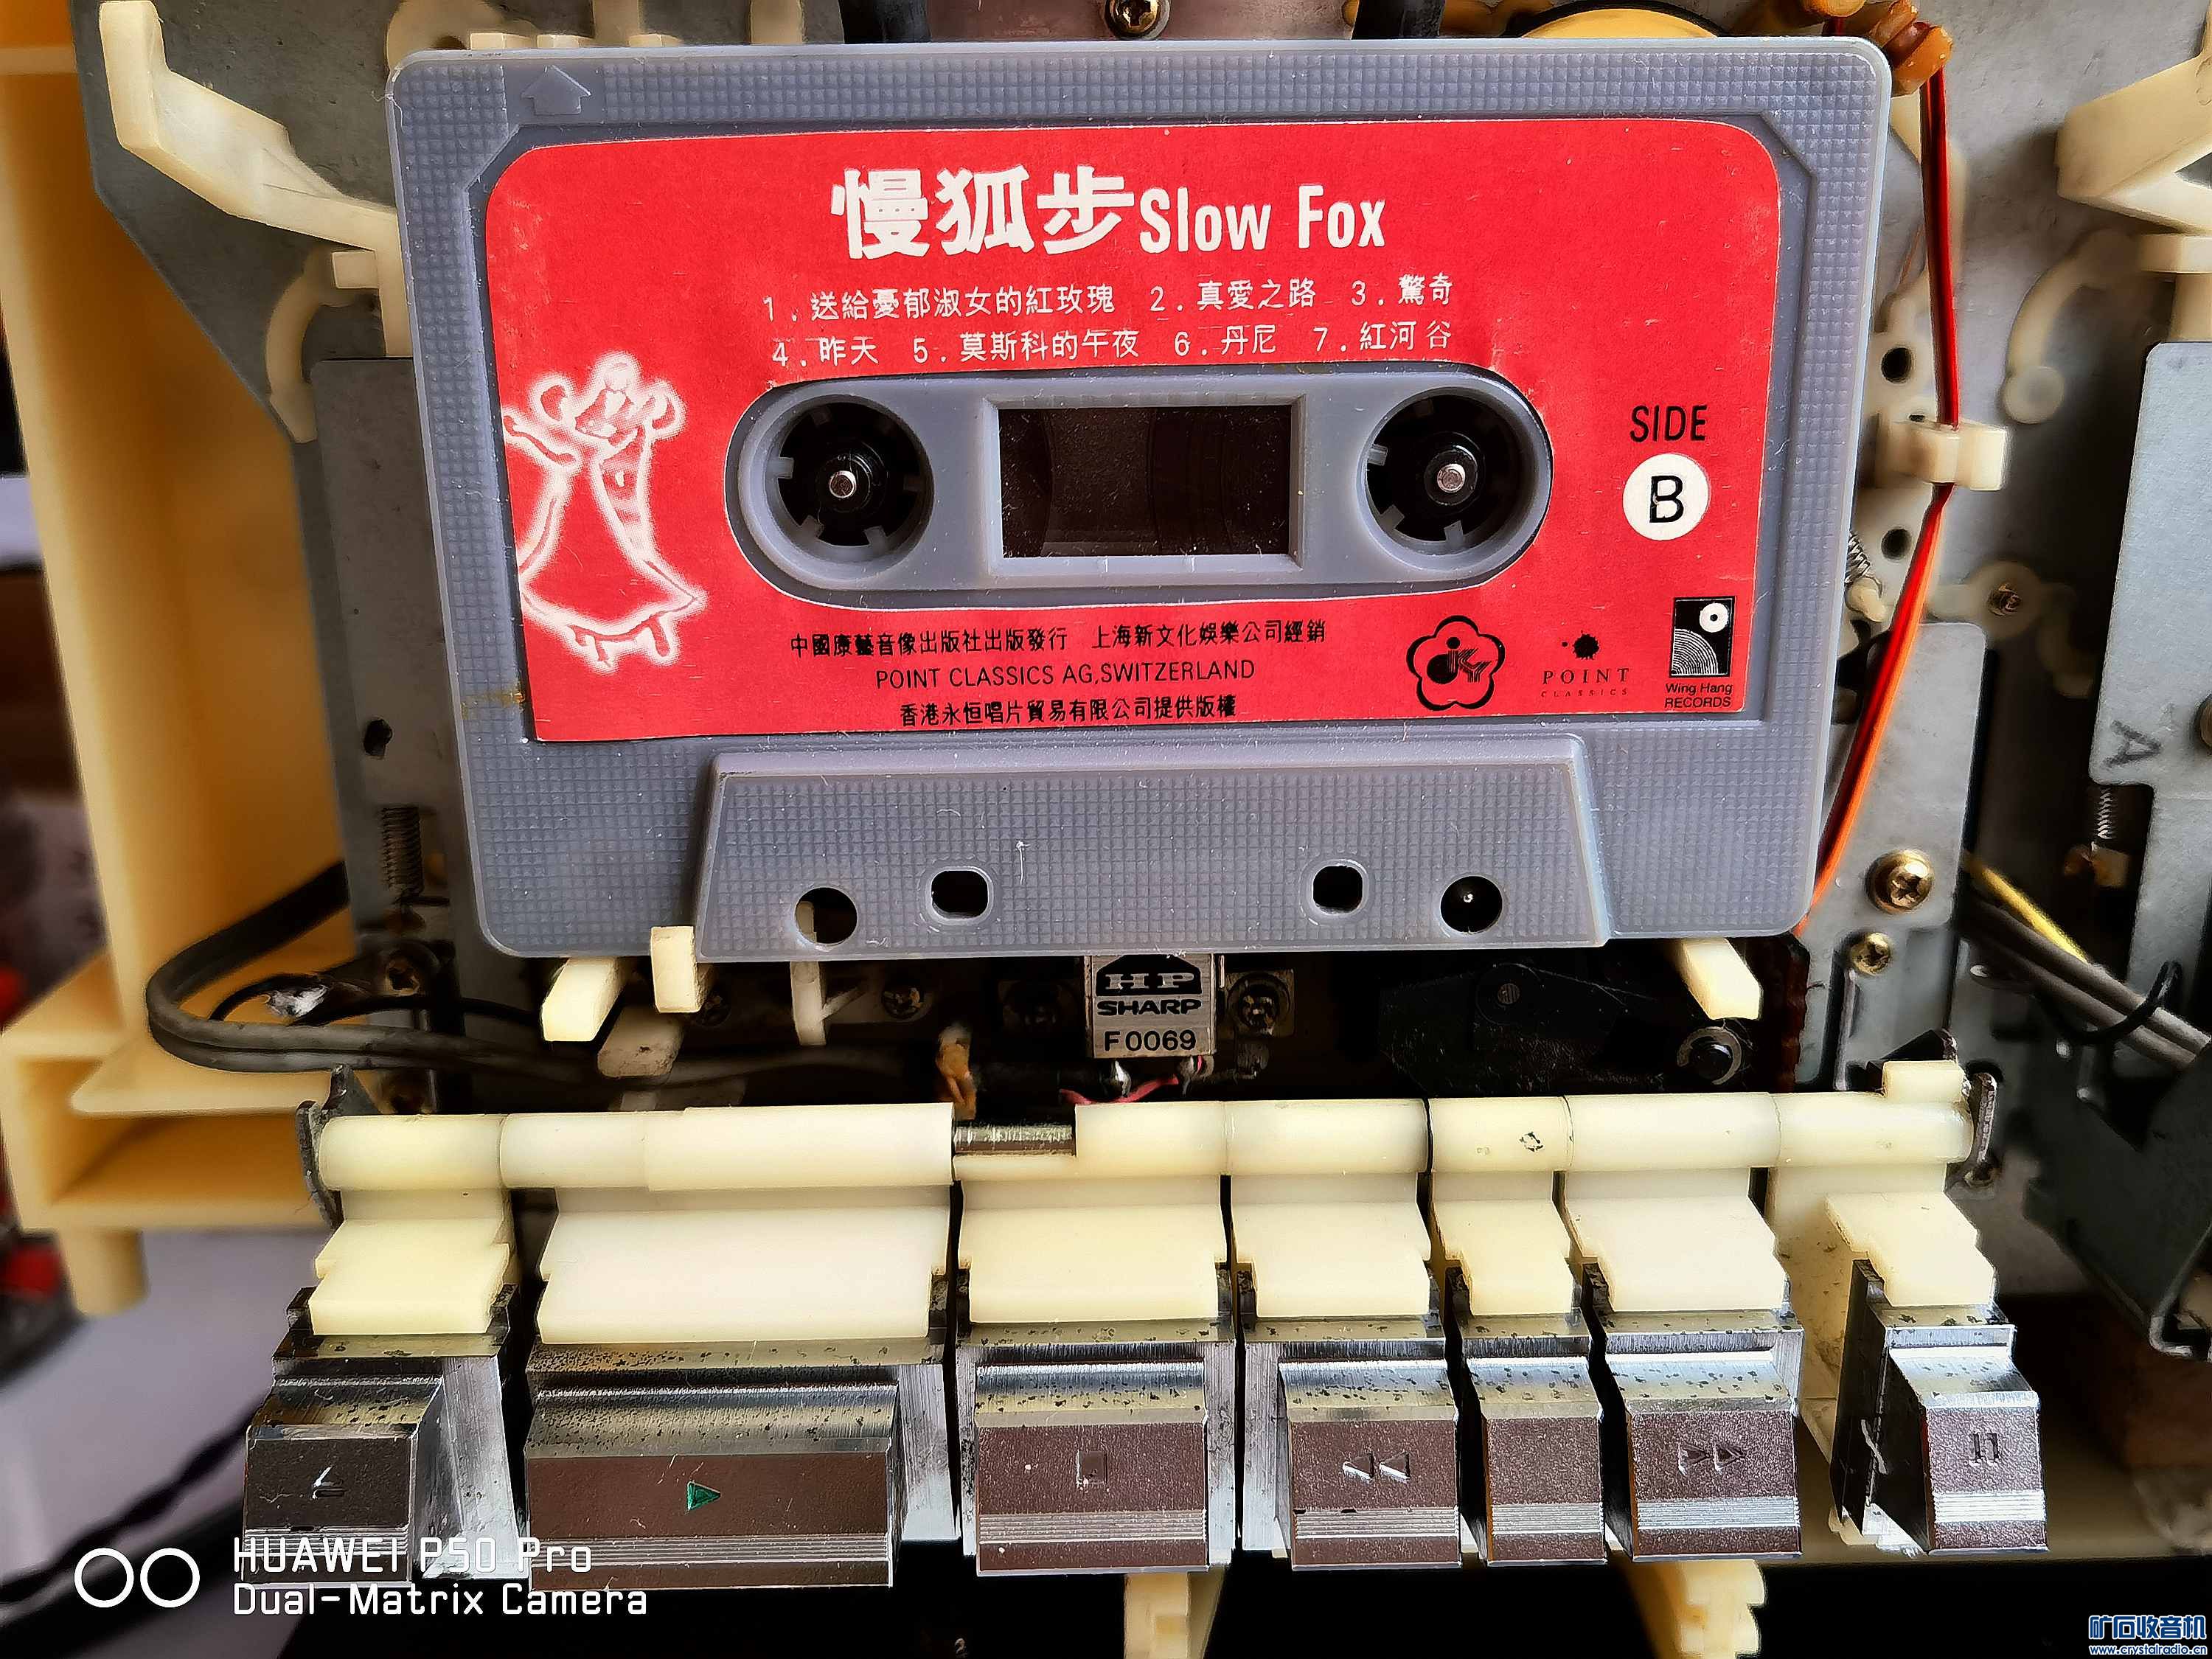 慢狐步Slow Fox
1.送給憂郁淑女的紅玫瑰 2.真愛之路 3.驚奇
4.昨天 5.莫斯科的午夜 6.丹尼 7.紅河谷
SIDE
B
中國康藝音像出版社出版發行 上海新文化娛樂公司經銷
POINT CLASSICS AG,SWITZERLAND
香港永恒唱片貿易有限公司提供版權
POINT
CLASSICS
Wing Hang
RECORDS
A
HP
SHARP
F0069
HUAWEI P50 Pro
Dual-Matrix Camera
矿石收音机
www.crystalradio.cn